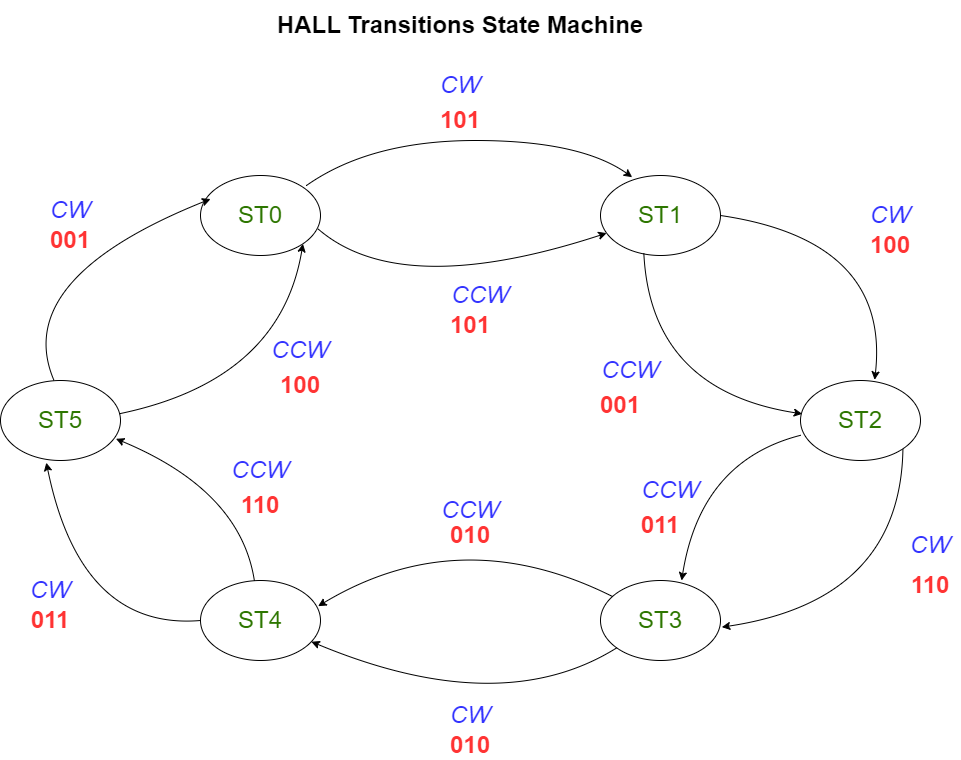 HALL Transitions State Machine
CW
101
CW
001
ST0
ST1
CW
100
CCW
101
CCW
100
CCW
001
ST5
ST2
CCW
110
CCW
011
CCW
010
CW
110
CW
011
ST4
ST3
CW
010